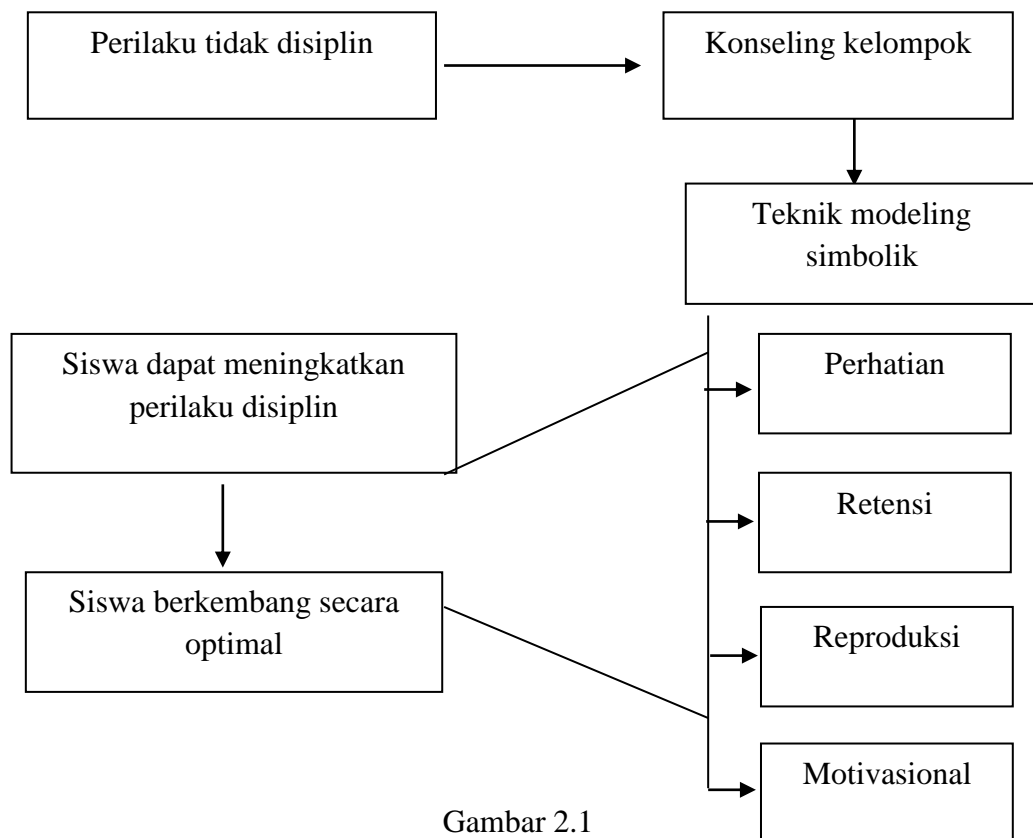 Perilaku tidak disiplin
Konseling kelompok
Teknik modeling
simbolik
Siswa dapat meningkatkan
perilaku disiplin
Perhatian
Retensi
Siswa berkembang secara
optimal
Reproduksi
Motivasional
Gambar 2.1